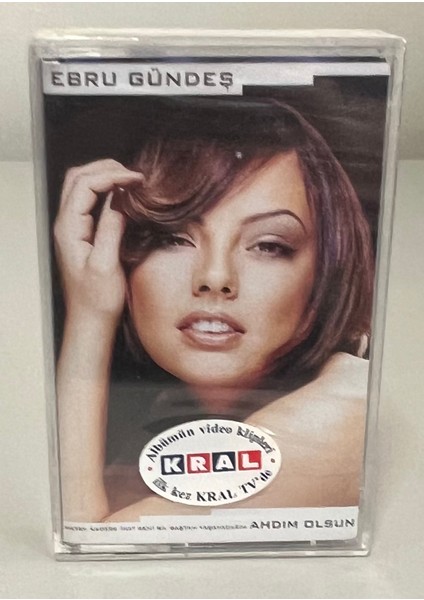 EBRU GÜNDEŞ
Albümün video klipleri
KRAL
ilk kez KRAL TV'de
AHDIM OLSUN